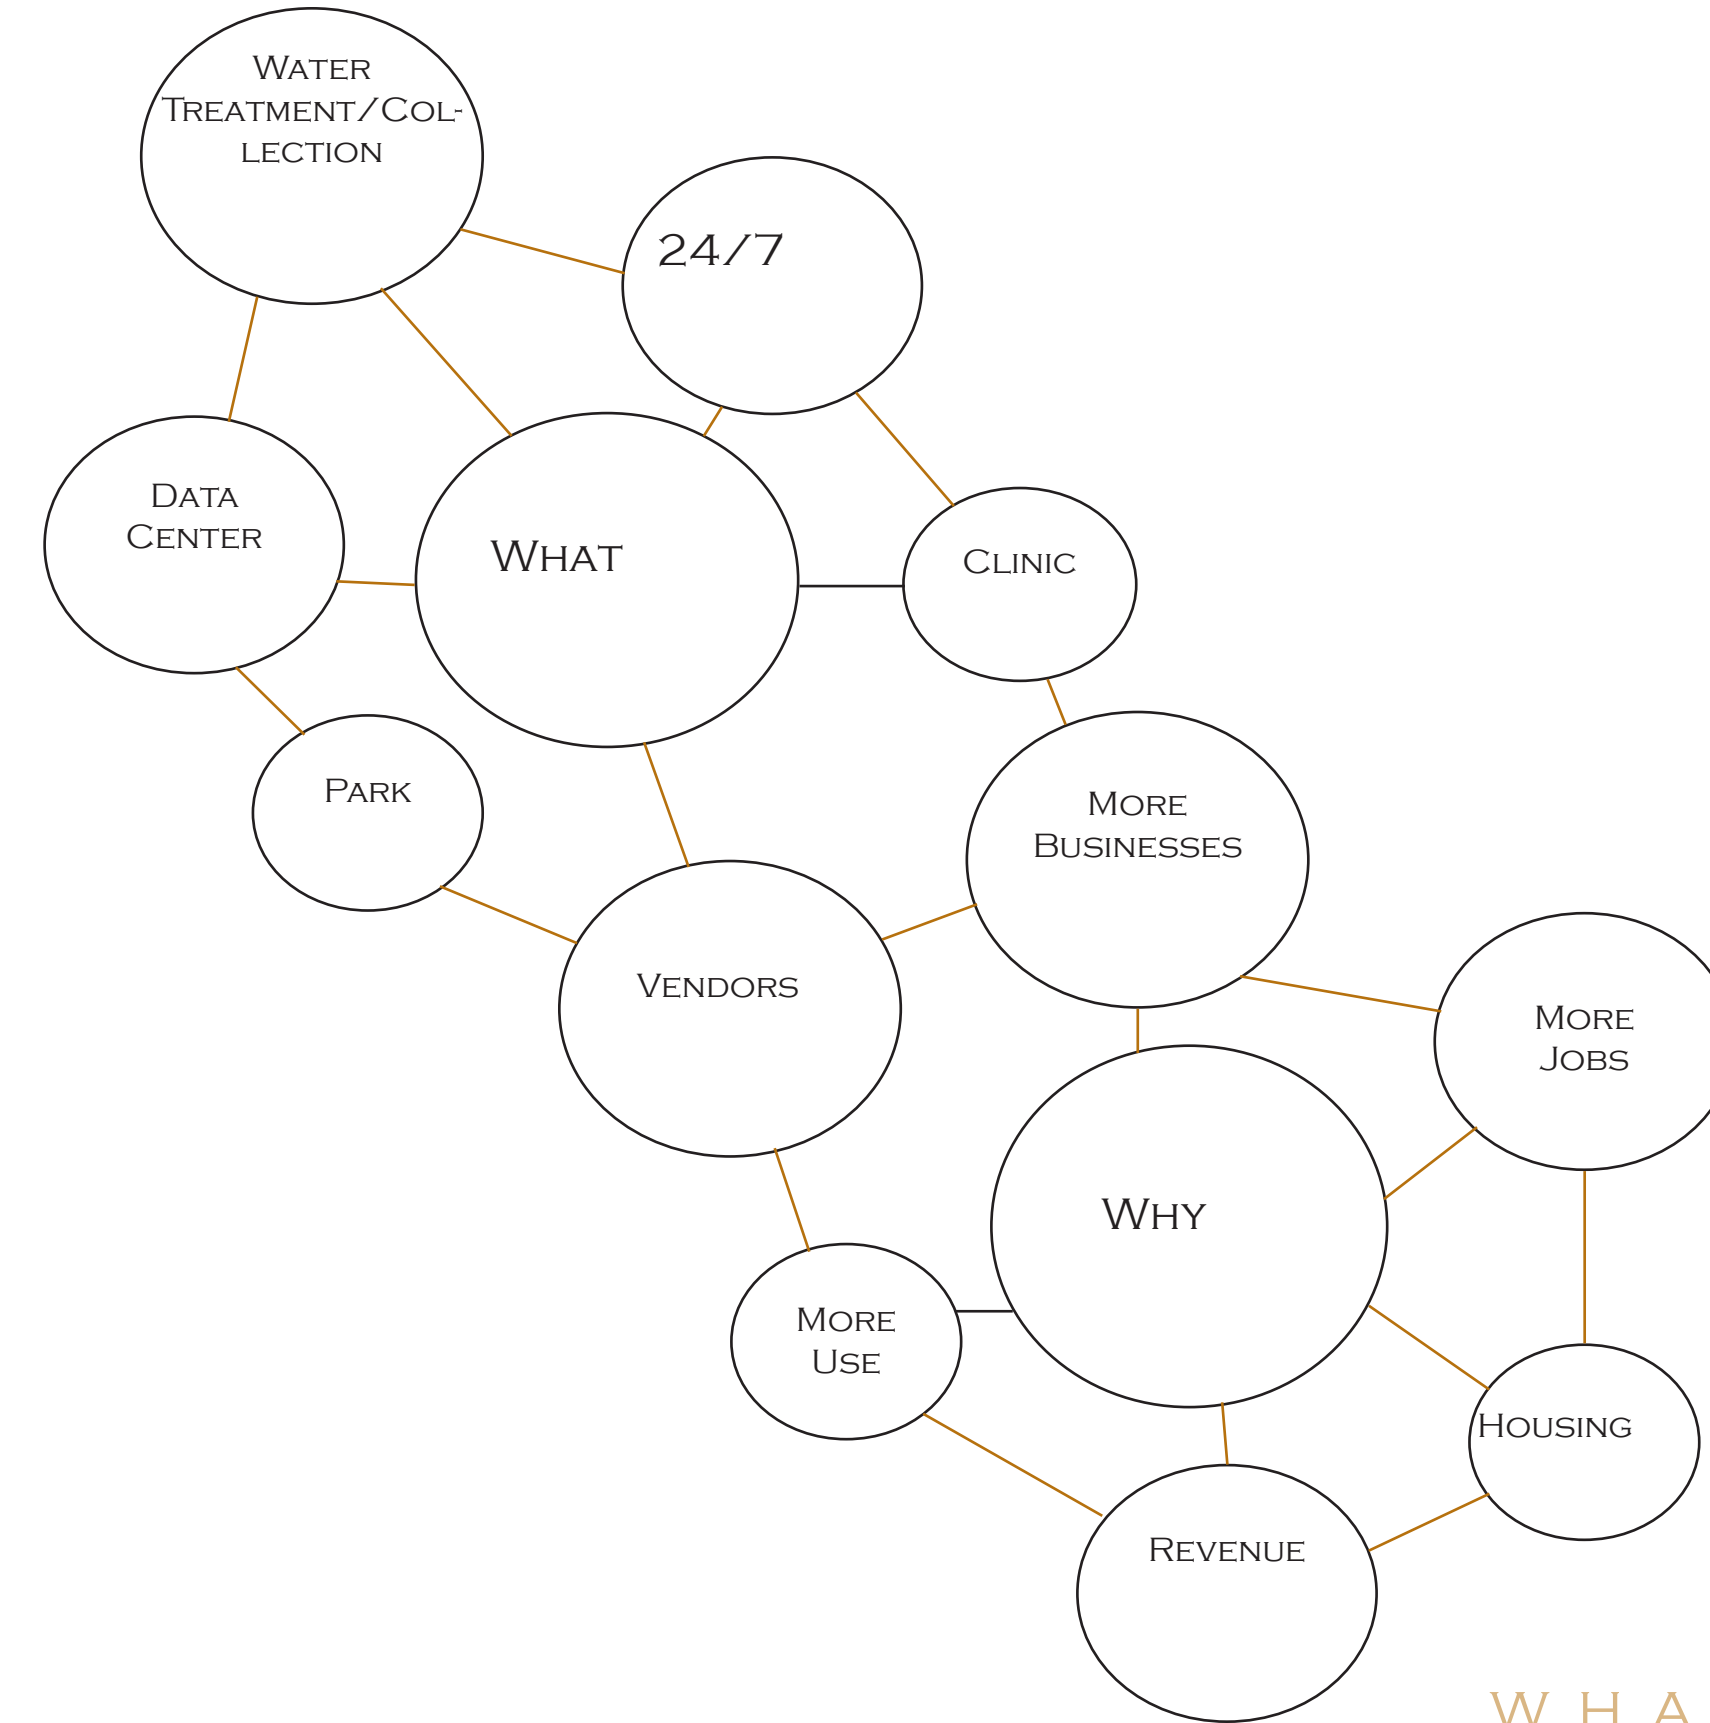 Water
Treatment/Col-
lection
24/7
Data
Center
What
Clinic
Park
More
Businesses
Vendors
More
Jobs
Why
More
Use
Housing
Revenue
W H A